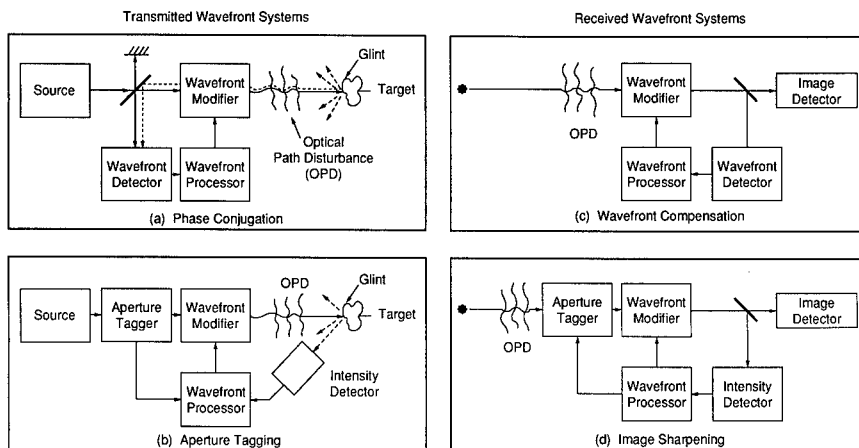 Transmitted Wavefront Systems
Source
Wavefront
Modifier
Glint
Target
Optical
Path Disturbance
(OPD)
Wavefront
Detector
Wavefront
Processor
(a) Phase Conjugation
Received Wavefront Systems
OPD
Wavefront
Modifier
Image
Detector
Wavefront
Processor
Wavefront
Detector
(c) Wavefront Compensation
Source
Aperture
Tagger
Wavefront
Modifier
OPD
Glint
Target
Wavefront
Processor
Intensity
Detector
(b) Aperture Tagging
OPD
Aperture
Tagger
Wavefront
Modifier
Image
Detector
Wavefront
Processor
Intensity
Detector
(d) Image Sharpening